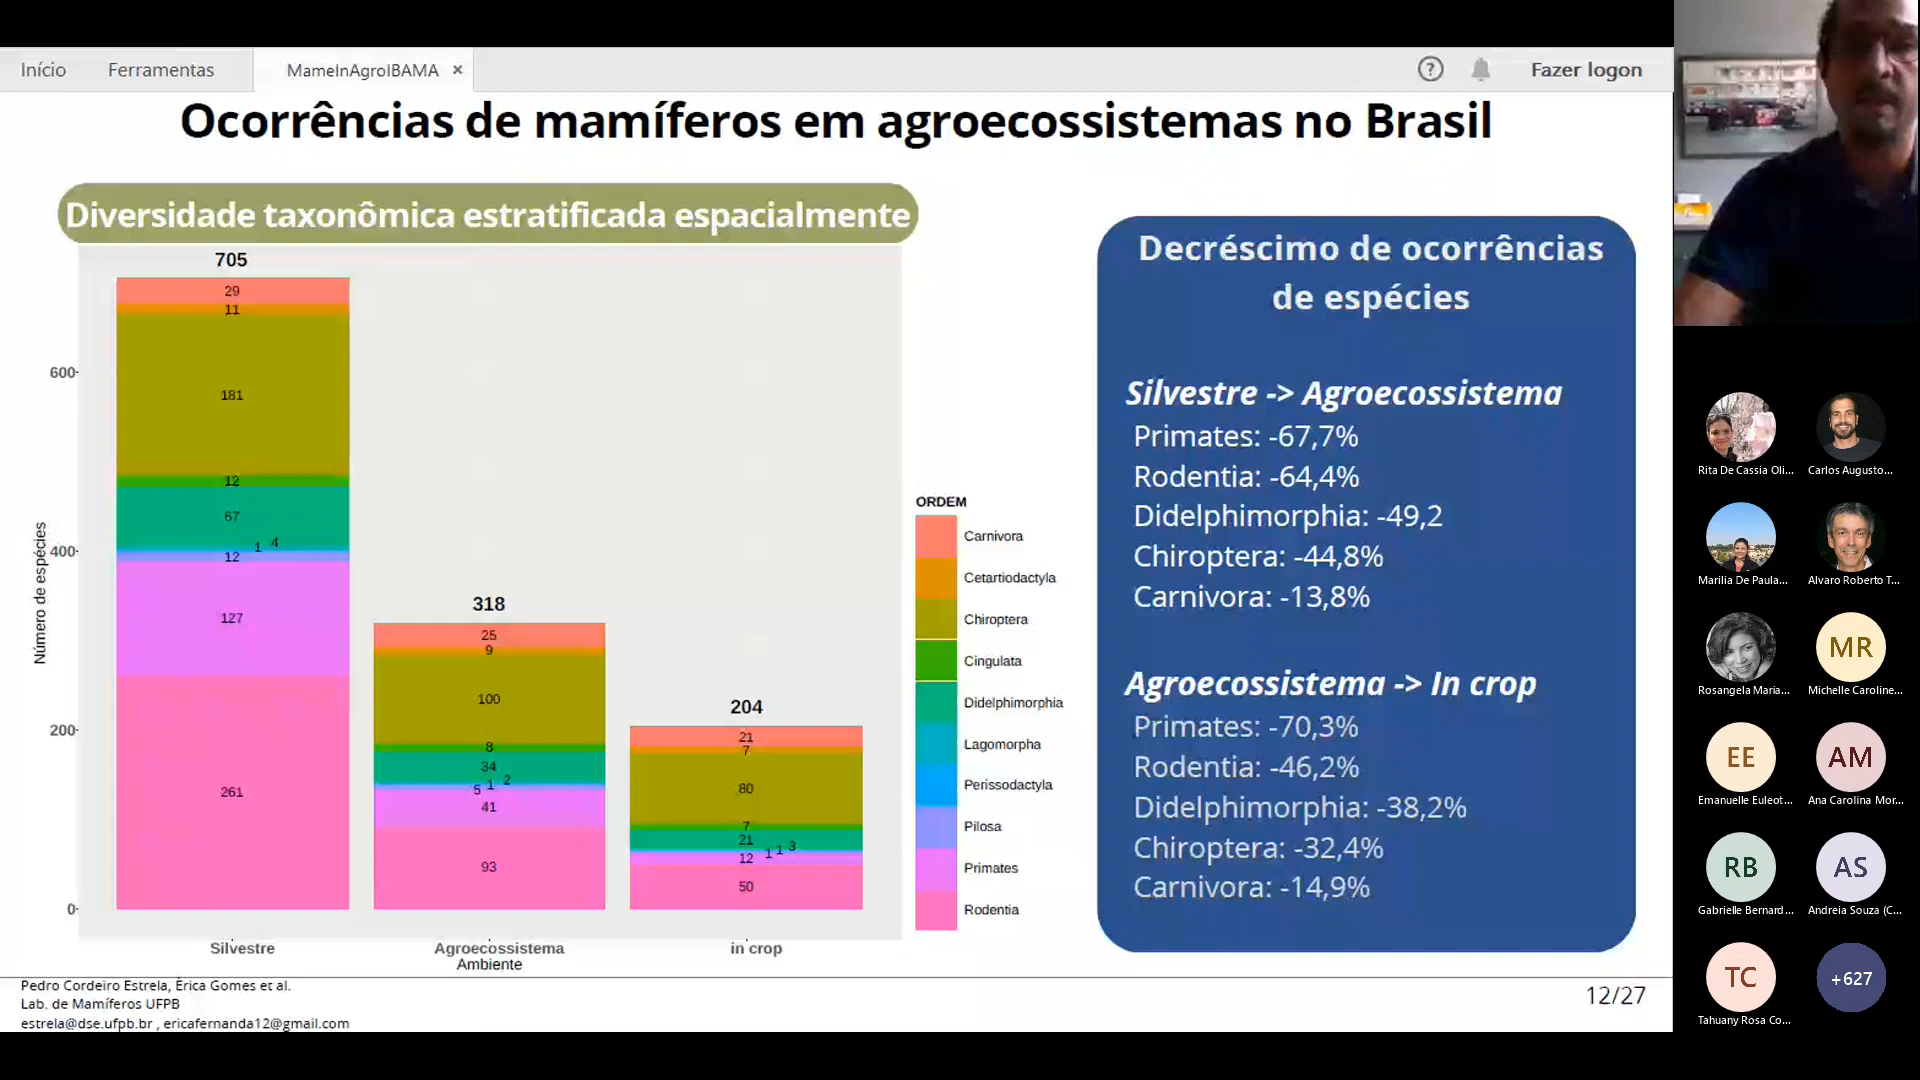 Início
Ferramentas
MameInAgroIBAMA ×
?
Fazer logon
Ocorrências de mamíferos em agroecossistemas no Brasil
Diversidade taxonômica estratificada espacialmente
Número de espécies
600
400
200
0
705
29
11
181
12
67
1 4
12
127
261
318
25
9
100
8
34
5 1 2
41
93
204
21
7
80
7
21
12 1 1 3
50
Silvestre
Agroecossistema
in crop
Ambiente
ORDEM
Carnivora
Cetartiodactyla
Chiroptera
Cingulata
Didelphimorphia
Lagomorpha
Perissodactyla
Pilosa
Primates
Rodentia
Decréscimo de ocorrências
de espécies
Silvestre -> Agroecossistema
Primates: -67,7%
Rodentia: -64,4%
Didelphimorphia: -49,2
Chiroptera: -44,8%
Carnivora: -13,8%
Agroecossistema -> In crop
Primates: -70,3%
Rodentia: -46,2%
Didelphimorphia: -38,2%
Chiroptera: -32,4%
Carnivora: -14,9%
Pedro Cordeiro Estrela, Érica Gomes et al.
Lab. de Mamíferos UFPB
estrela@dse.ufpb.br , ericafernanda12@gmail.com
12/27
Rita De Cassia Oli...
Carlos Augusto...
Marilia De Paula...
Alvaro Roberto T...
Rosangela Maria...
MR
Michelle Caroline...
EE
Emanuelle Euleot...
AM
Ana Carolina Mor...
RB
Gabrielle Bernard...
AS
Andreia Souza (C...
TC
Tahuany Rosa Co...
+627